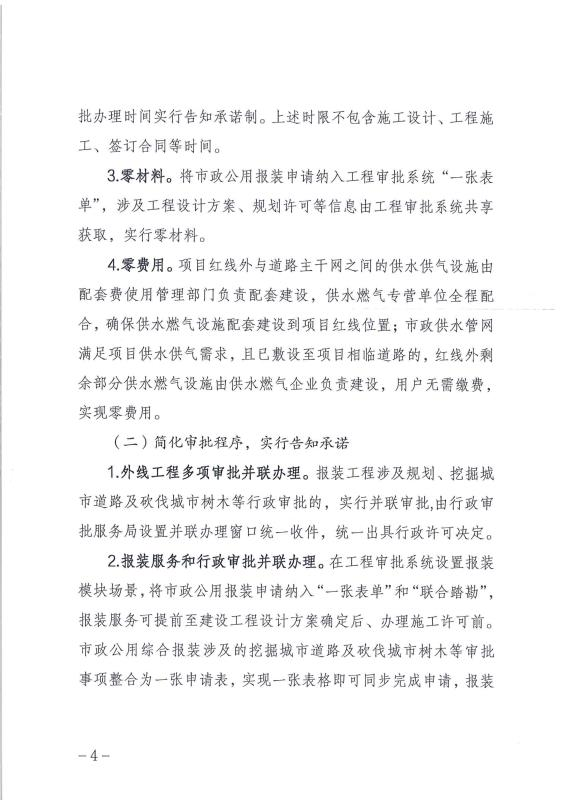 批办理时间实行告知承诺制。上述时限不包含施工设计、工程施
工、签订合同等时间。
3.零材料。将市政公用报装申请纳入工程审批系统“一张表
单”，涉及工程设计方案、规划许可等信息由工程审批系统共享
获取，实行零材料。
4.零费用。项目红线外与道路主干网之间的供水供气设施由
配套费使用管理部门负责配套建设，供水燃气专营单位全程配
合，确保供水燃气设施配套建设到项目红线位置；市政供水管网
满足项目供水供气需求，且已敷设至项目相临道路的，红线外剩
余部分供水燃气设施由供水燃气企业负责建设，用户无需缴费，
实现零费用。
（二）简化审批程序，实行告知承诺
1.外线工程多项审批并联办理。报装工程涉及规划、挖掘城
市道路及砍伐城市树木等行政审批的，实行并联审批,由行政审
批服务局设置并联办理窗口统一收件，统一出具行政许可决定。
2.报装服务和行政审批并联办理。在工程审批系统设置报装
模块场景，将市政公用报装申请纳入“一张表单”和“联合踏勘”，
报装服务可提前至建设工程设计方案确定后、办理施工许可前。
市政公用综合报装涉及的挖掘城市道路及砍伐城市树木等审批
事项整合为一张申请表，实现一张表格即可同步完成申请，报装
-4-